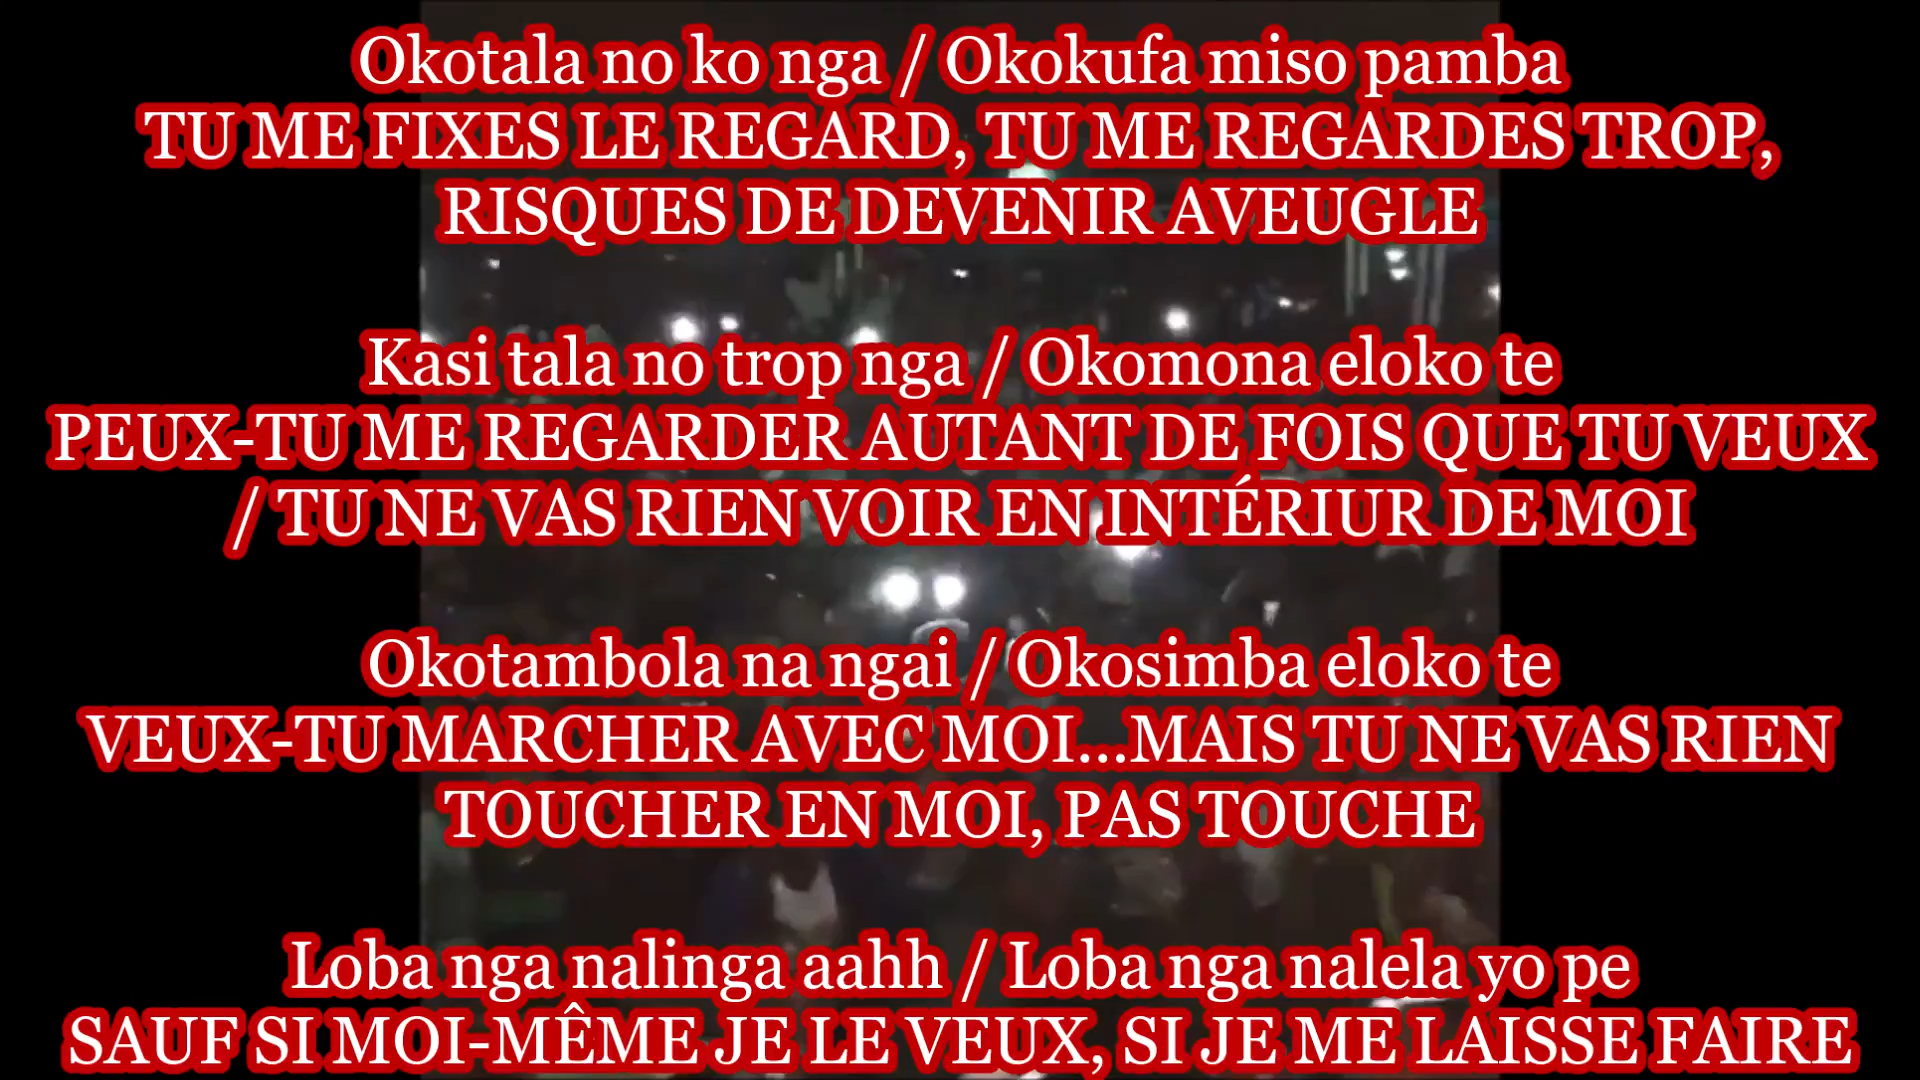 Okotala no ko nga / Okokufa miso pamba
TU ME FIXES LE REGARD, TU ME REGARDES TROP,
RISQUES DE DEVENIR AVEUGLE
Kasi tala no trop nga / Okomona eloko te
PEUX-TU ME REGARDER AUTANT DE FOIS QUE TU VEUX
/ TU NE VAS RIEN VOIR EN INTÉRIUR DE MOI
Okotambola na ngai / Okosimba eloko te
VEUX-TU MARCHER AVEC MOI...MAIS TU NE VAS RIEN
TOUCHER EN MOI, PAS TOUCHE
Loba nga nalinga aahh / Loba nga nalela yo pe
SAUF SI MOI-MÊME JE LE VEUX, SI JE ME LAISSE FAIRE